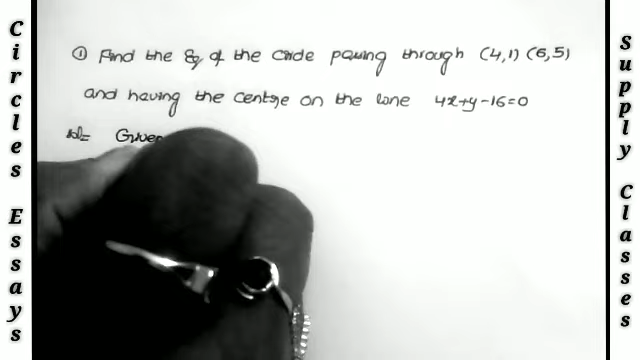 Circles Essays
① Find the Eq of the circle passing through (4,1) (6,5)
and having the centre on the line 4x+y-16=0
Sol= Given
Supply Classes